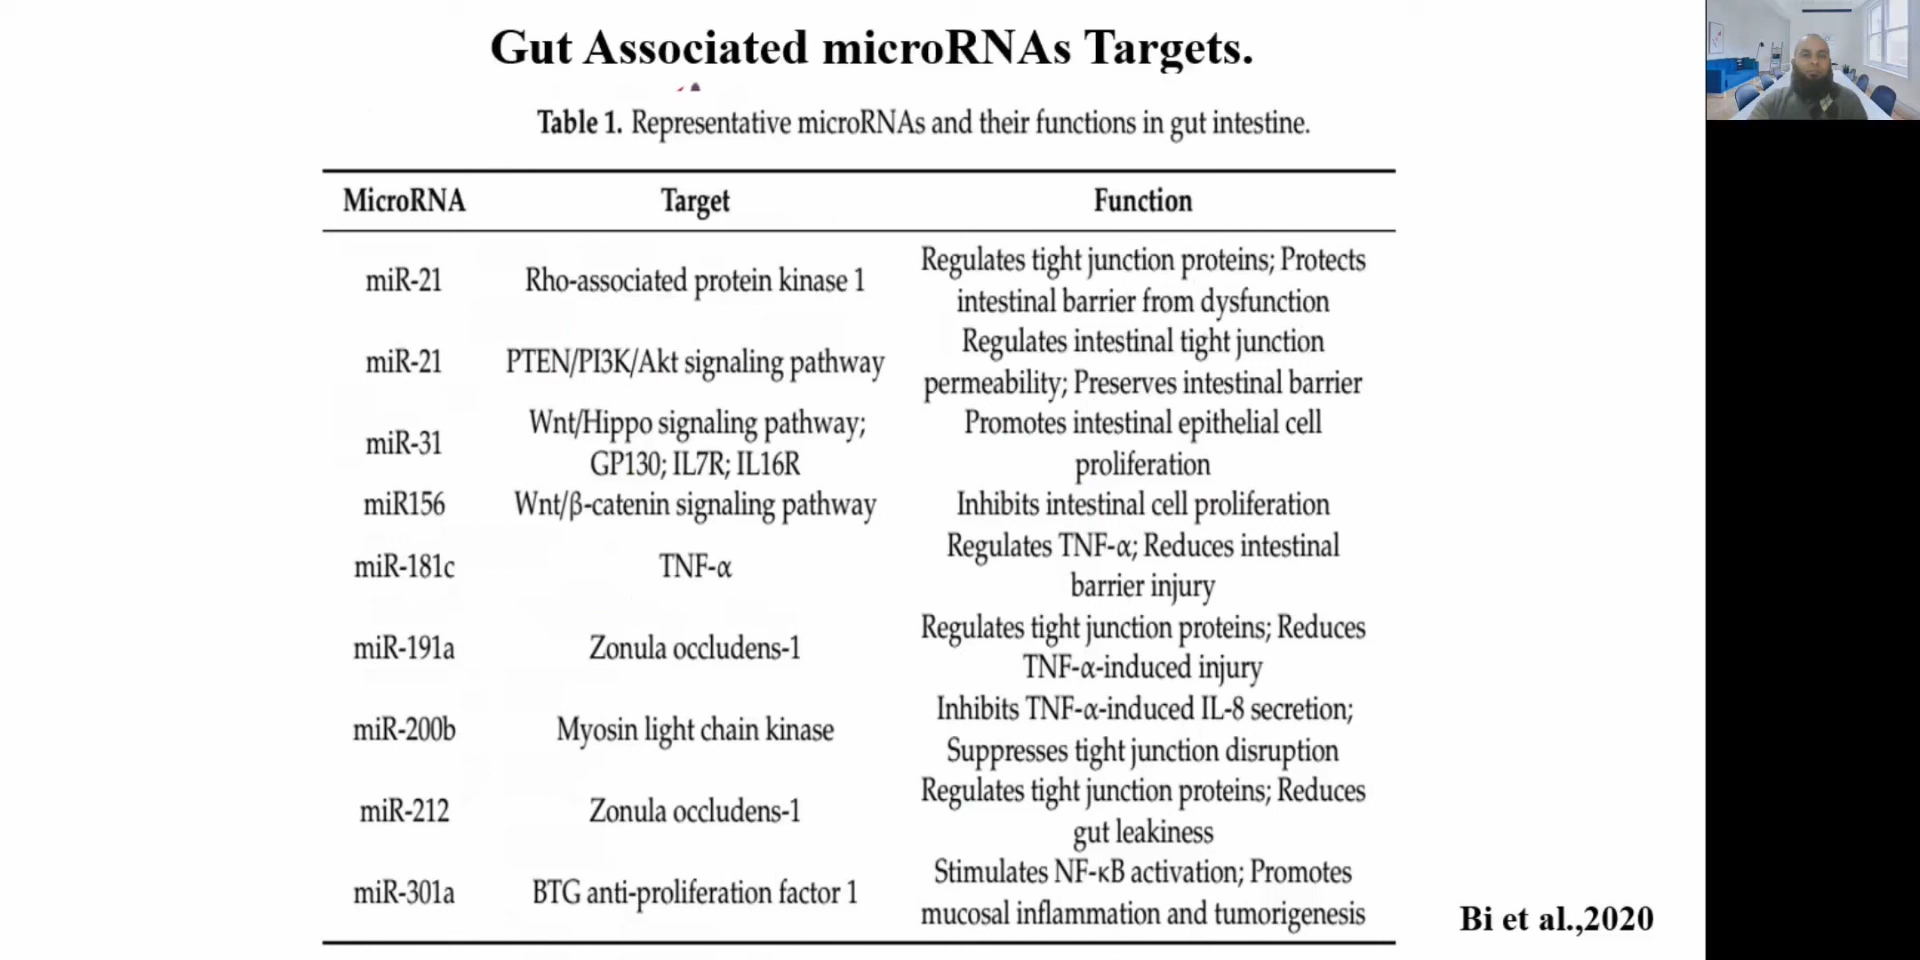 Gut Associated microRNAs Targets.
Table 1. Representative microRNAs and their functions in gut intestine.
MicroRNA Target Function
miR-21 Rho-associated protein kinase 1 Regulates tight junction proteins; Protects
intestinal barrier from dysfunction
miR-21 PTEN/PI3K/Akt signaling pathway Regulates intestinal tight junction
permeability; Preserves intestinal barrier
miR-31 Wnt/Hippo signaling pathway; Promotes intestinal epithelial cell
GP130; IL7R; IL16R proliferation
miR156 Wnt/β-catenin signaling pathway Inhibits intestinal cell proliferation
miR-181c TNF-α Regulates TNF-α; Reduces intestinal
barrier injury
miR-191a Zonula occludens-1 Regulates tight junction proteins; Reduces
TNF-α-induced injury
miR-200b Myosin light chain kinase Inhibits TNF-α-induced IL-8 secretion;
Suppresses tight junction disruption
miR-212 Zonula occludens-1 Regulates tight junction proteins; Reduces
gut leakiness
miR-301a BTG anti-proliferation factor 1 Stimulates NF-κB activation; Promotes
mucosal inflammation and tumorigenesis
Bi et al.,2020